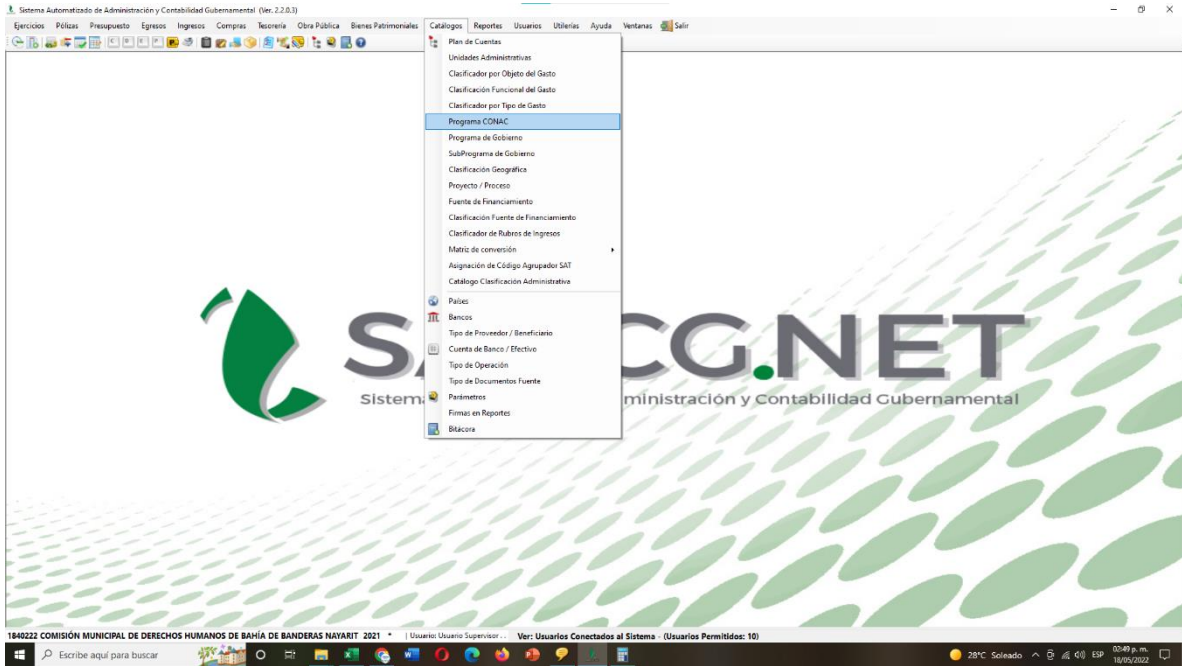 Sistema Automatizado de Administración y Contabilidad Gubernamental (Ver. 2.2.0.3)
Ejercicios Pólizas Presupuesto Egresos Ingresos Compras Tesorería Obra Pública Bienes Patrimoniales Catálogos Reportes Usuarios Utilerías Ayuda Ventanas Salir
Plan de Cuentas
Unidades Administrativas
Clasificador por Objeto del Gasto
Clasificación Funcional del Gasto
Clasificador por Tipo de Gasto
Programa CONAC
Programa de Gobierno
SubPrograma de Gobierno
Clasificación Geográfica
Proyecto / Proceso
Fuente de Financiamiento
Clasificación Fuente de Financiamiento
Clasificador de Rubros de Ingresos
Matriz de conversión
Asignación de Código Agrupador SAT
Catálogo Clasificación Administrativa
Países
Bancos
Tipo de Proveedor / Beneficiario
Cuenta de Banco / Efectivo
Tipo de Operación
Tipo de Documentos Fuente
Parámetros
Firmas en Reportes
Bitácora
S CG.NET
Sistema ministración y Contabilidad Gubernamental
1840222 COMISIÓN MUNICIPAL DE DERECHOS HUMANOS DE BAHÍA DE BANDERAS NAYARIT 2021 * | Usuario: Usuario Supervisor . . Ver: Usuarios Conectados al Sistema - (Usuarios Permitidos: 10)
Escribe aquí para buscar
28°C Soleado ESP 02:49 p. m.
18/05/2022